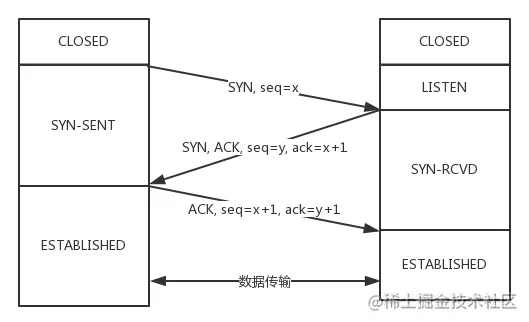 CLOSED
CLOSED
SYN, seq=x
LISTEN
SYN-SENT
SYN, ACK, seq=y, ack=x+1
SYN-RCVD
ACK, seq=x+1, ack=y+1
ESTABLISHED
ESTABLISHED
数据传输
@稀土掘金技术社区